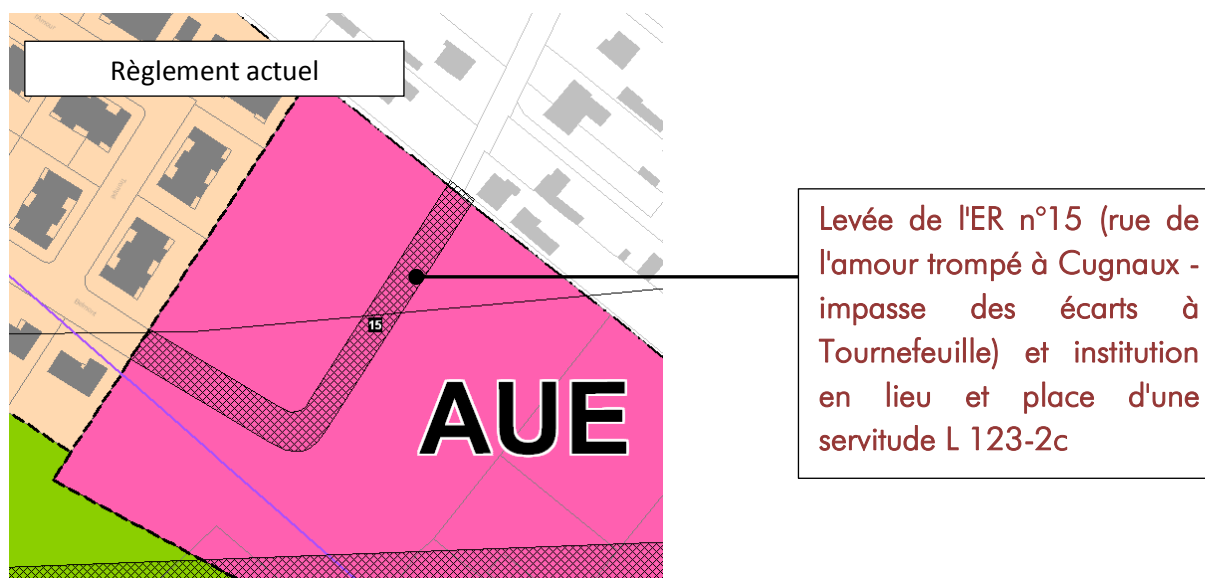 Règlement actuel
15
AUE
Levée de l'ER n°15 (rue de
l'amour trompé à Cugnaux -
impasse des écarts à
Tournefeuille) et institution
en lieu et place d'une
servitude L 123-2c